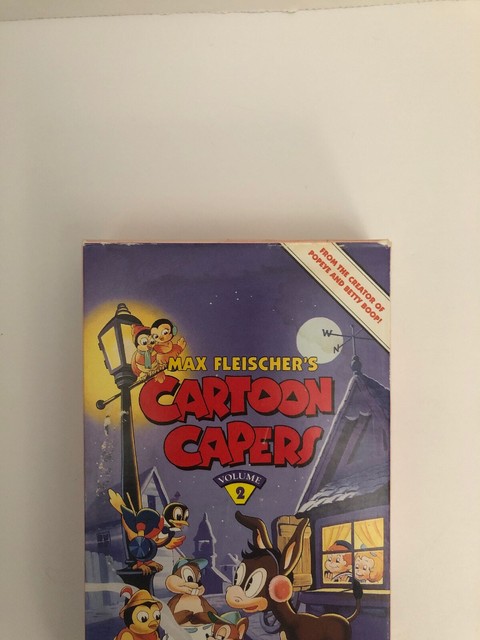 FROM THE CREATOR OF
POPEYE AND BETTY BOOP!
W
N
MAX FLEISCHER'S
CARTOON
CAPERS
VOLUME
2